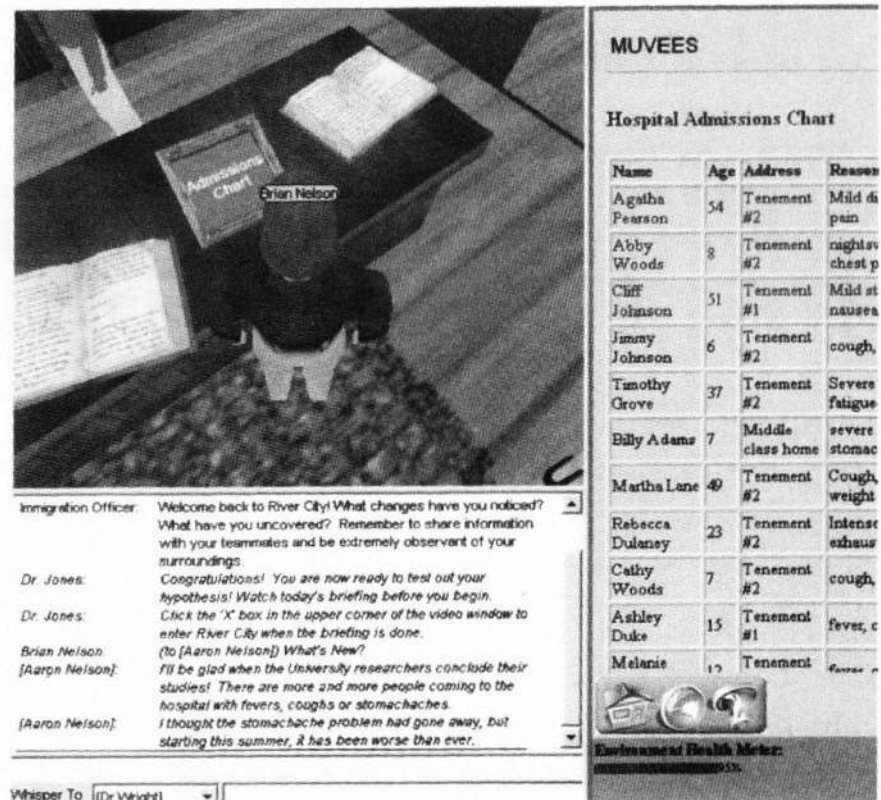 Admissions
Chart
Brian Nelson
Immigration Officer: Welcome back to River City! What changes have you noticed?
What have you uncovered? Remember to share information
with your teammates and be extremely observant of your
surroundings.
Dr. Jones: Congratulations! You are now ready to test out your
hypothesis! Watch today's briefing before you begin.
Dr. Jones: Click the 'X' box in the upper corner of the video window to
enter River City when the briefing is done.
Brian Nelson: (to [Aaron Nelson]) What's New?
[Aaron Nelson]: I'll be glad when the University researchers conclude their
studies! There are more and more people coming to the
hospital with fevers, coughs or stomachaches.
[Aaron Nelson]: I thought the stomachache problem had gone away, but
starting this summer, it has been worse than ever.
Whisper To [Dr Wright]
MUVEES
Hospital Admissions Chart
Name Age Address Reason
Agatha Pearson 54 Tenement #2 Mild di pain
Abby Woods 8 Tenement #2 nightsw chest p
Cliff Johnson 51 Tenement #1 Mild st nausea
Jimmy Johnson 6 Tenement #2 cough,
Timothy Grove 37 Tenement #2 Severe fatigue
Billy Adams 7 Middle class home severe stomac
Martha Lane 49 Tenement #2 Cough, weight
Rebecca Dulaney 23 Tenement #2 Intense exhaus
Cathy Woods 7 Tenement #2 cough,
Ashley Duke 15 Tenement #1 fever, c
Melanie 12 Tenement
Environment Health Meter:
95%